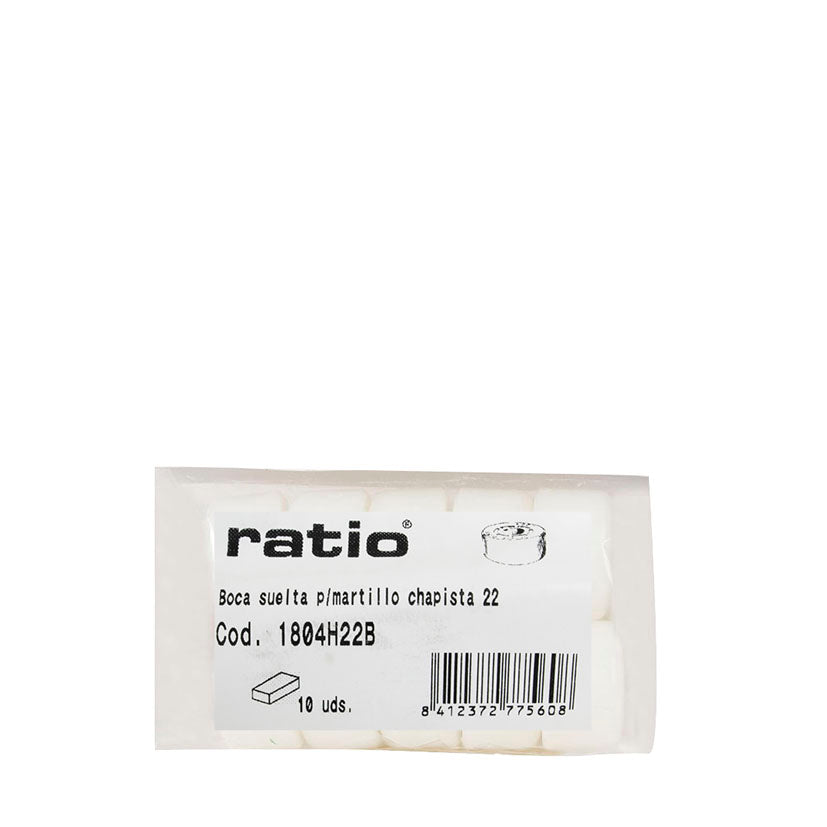 ratio®
Boca suelta p/martillo chapista 22
Cod. 1804H22B
10 uds.
8 412372 775608